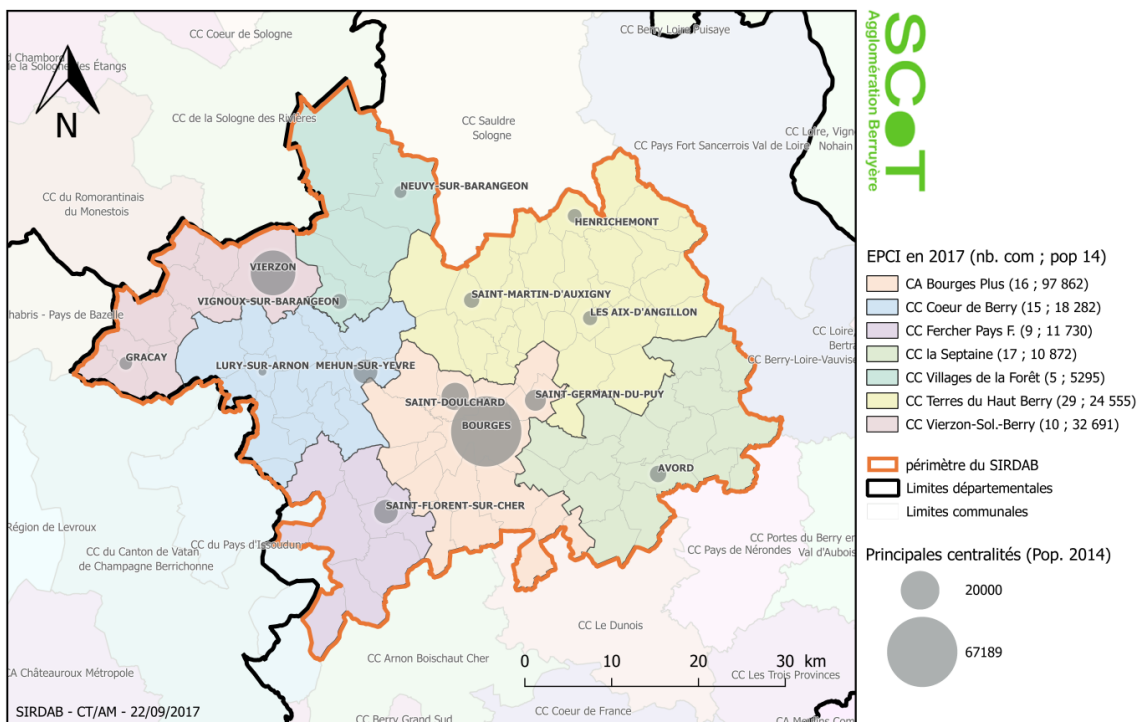 CC Coeur de Sologne
CC Berry Loire Puisaye
d Chambord
de la Sologne des Étangs
N
CC de la Sologne des Rivières
CC Sauldre
Sologne
CC Loire, Vign
Nohain
CC Pays Fort Sancerrois Val de Loire
CC du Romorantinais
du Monestois
NEUVY-SUR-BARANGEON
HENRICHEMONT
VIERZON
VIGNOUX-SUR-BARANGEON
SAINT-MARTIN-D'AUXIGNY
LES AIX-D'ANGILLON
habris - Pays de Bazelle
CC Loire,
Bertra
CC Berry-Loire-Vauvise
GRACAY
LURY-SUR-ARNON
MEHUN-SUR-YEVRE
SAINT-DOULCHARD
SAINT-GERMAIN-DU-PUY
BOURGES
AVORD
SAINT-FLORENT-SUR-CHER
Région de Levroux
CC du Canton de Vatan
de Champagne Berrichonne
CC du Pays d'Issoudun
CC Pays de Nérondes
CC Portes du Berry en
Val d'Aubois
CC Le Dunois
CC Arnon Boischaut Cher
CA Châteauroux Métropole
CC Les Trois Provinces
0 10 20 30 km
SIRDAB - CT/AM - 22/09/2017
CC Berry Grand Sud
CC Coeur de France
CA Moulins Com
SCOT
Agglomération Berruyère
EPCI en 2017 (nb. com ; pop 14)
CA Bourges Plus (16 ; 97 862)
CC Coeur de Berry (15 ; 18 282)
CC Fercher Pays F. (9 ; 11 730)
CC la Septaine (17 ; 10 872)
CC Villages de la Forêt (5 ; 5295)
CC Terres du Haut Berry (29 ; 24 555)
CC Vierzon-Sol.-Berry (10 ; 32 691)
périmètre du SIRDAB
Limites départementales
Limites communales
Principales centralités (Pop. 2014)
20000
67189